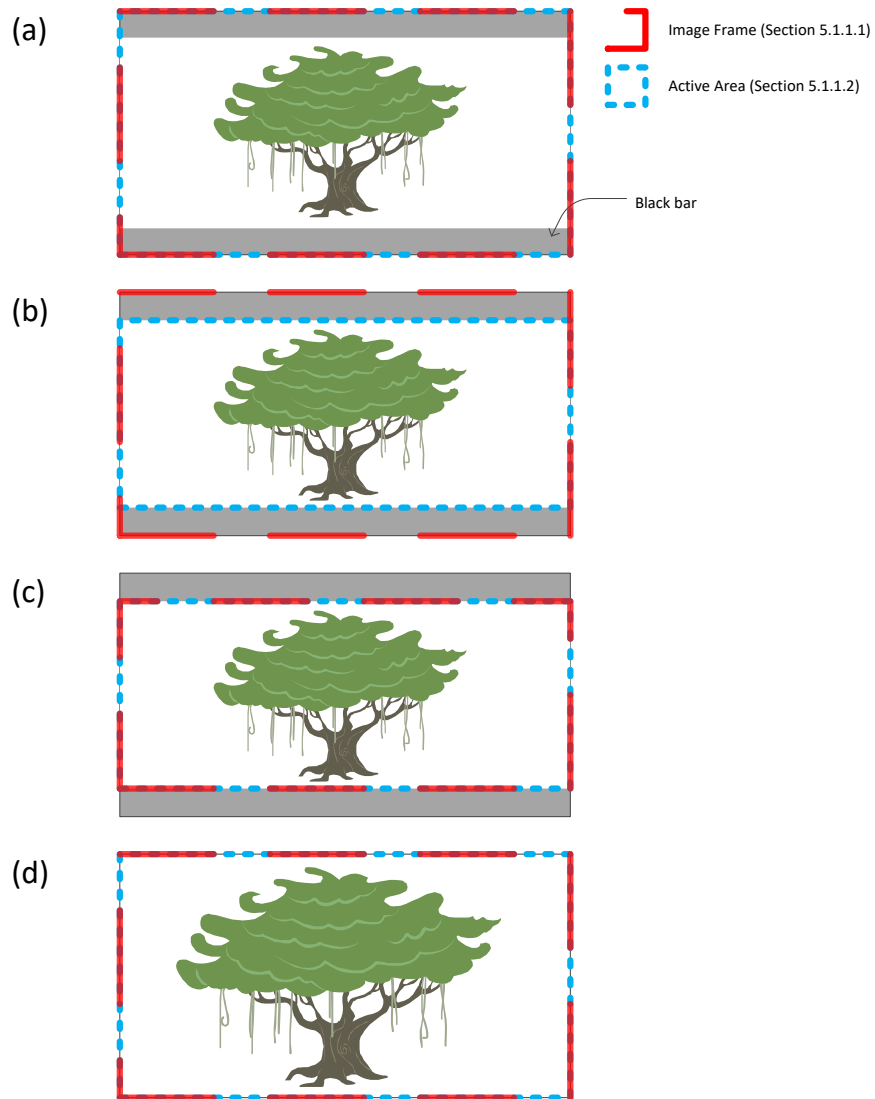 (a)
Image Frame (Section 5.1.1.1)
Active Area (Section 5.1.1.2)
Black bar
(b)
(c)
(d)